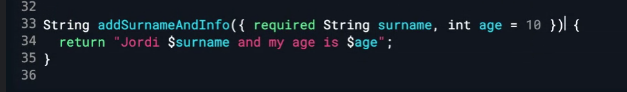 32
33 String addSurnameAndInfo({ required String surname, int age = 10 }) {
34   return "Jordi $surname and my age is $age";
35 }
36